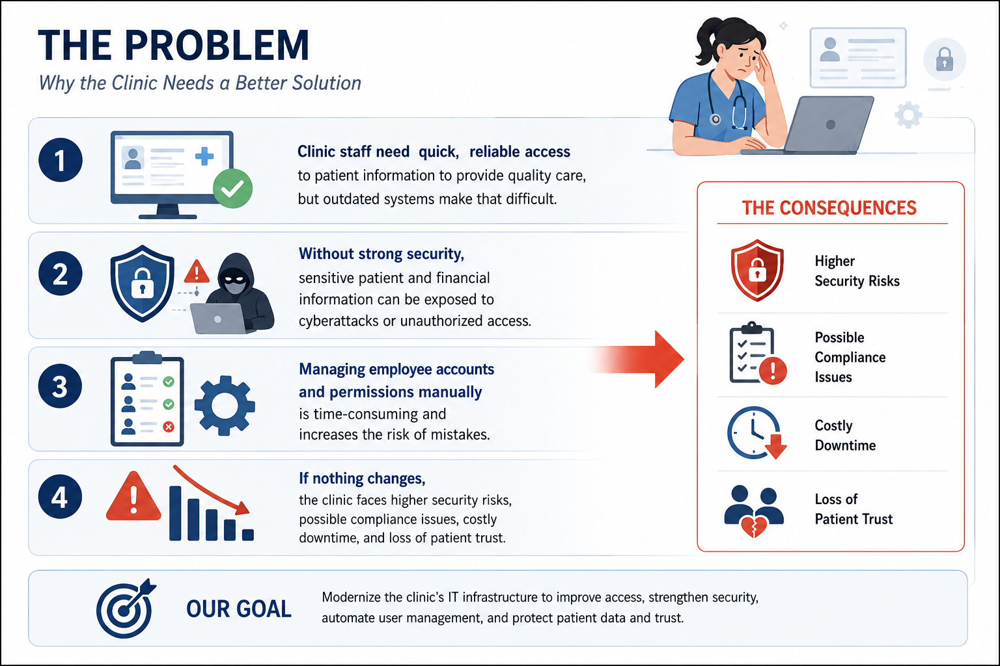 THE PROBLEM
Why the Clinic Needs a Better Solution
1
Clinic staff need quick, reliable access
to patient information to provide quality care,
but outdated systems make that difficult.
2
Without strong security,
sensitive patient and financial
information can be exposed to
cyberattacks or unauthorized access.
3
Managing employee accounts
and permissions manually
is time-consuming and
increases the risk of mistakes.
4
If nothing changes,
the clinic faces higher security risks,
possible compliance issues, costly
downtime, and loss of patient trust.
THE CONSEQUENCES
Higher
Security Risks
Possible
Compliance
Issues
Costly
Downtime
Loss of
Patient Trust
OUR GOAL
Modernize the clinic's IT infrastructure to improve access, strengthen security,
automate user management, and protect patient data and trust.